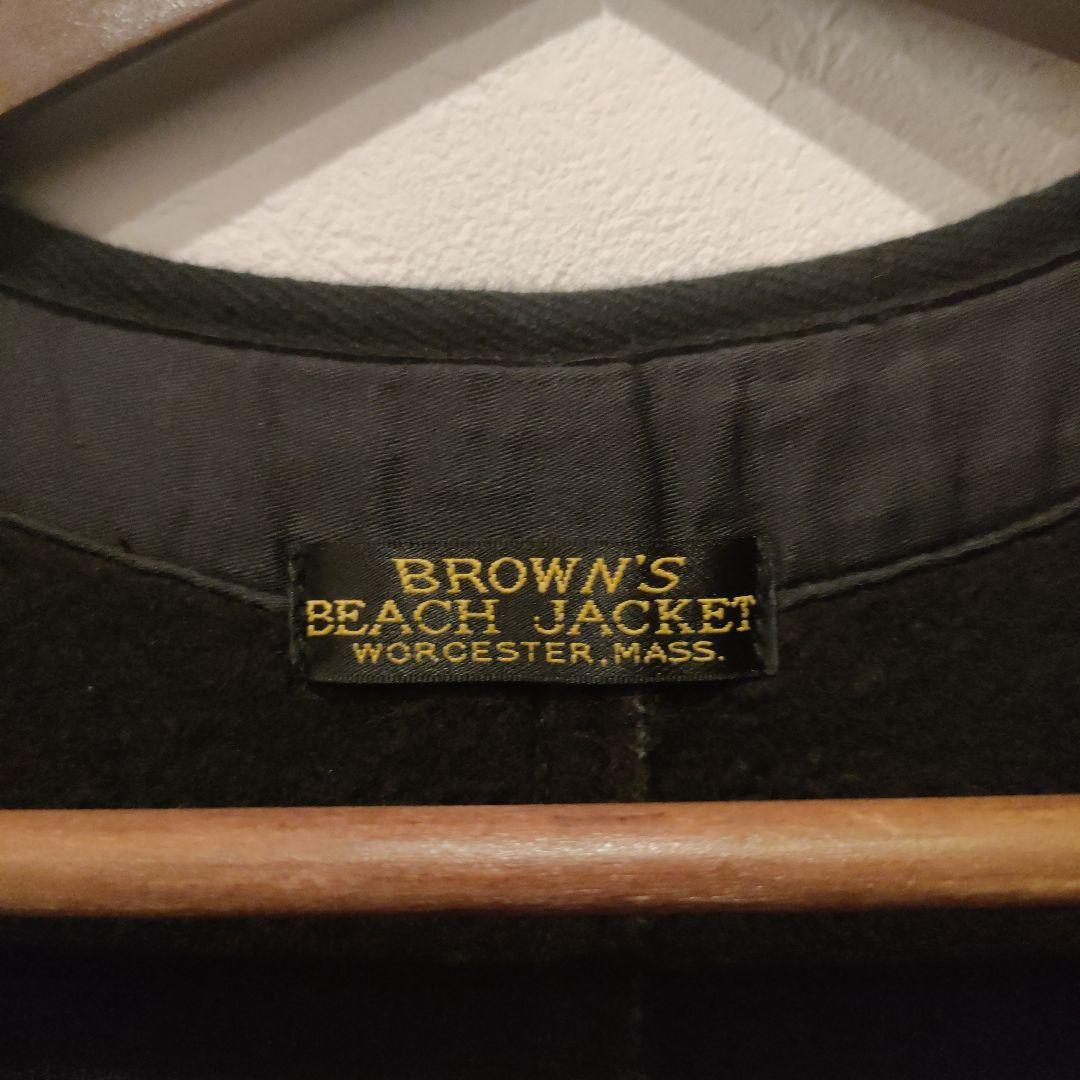 BROWN'S
BEACH JACKET
WORCESTER, MASS.